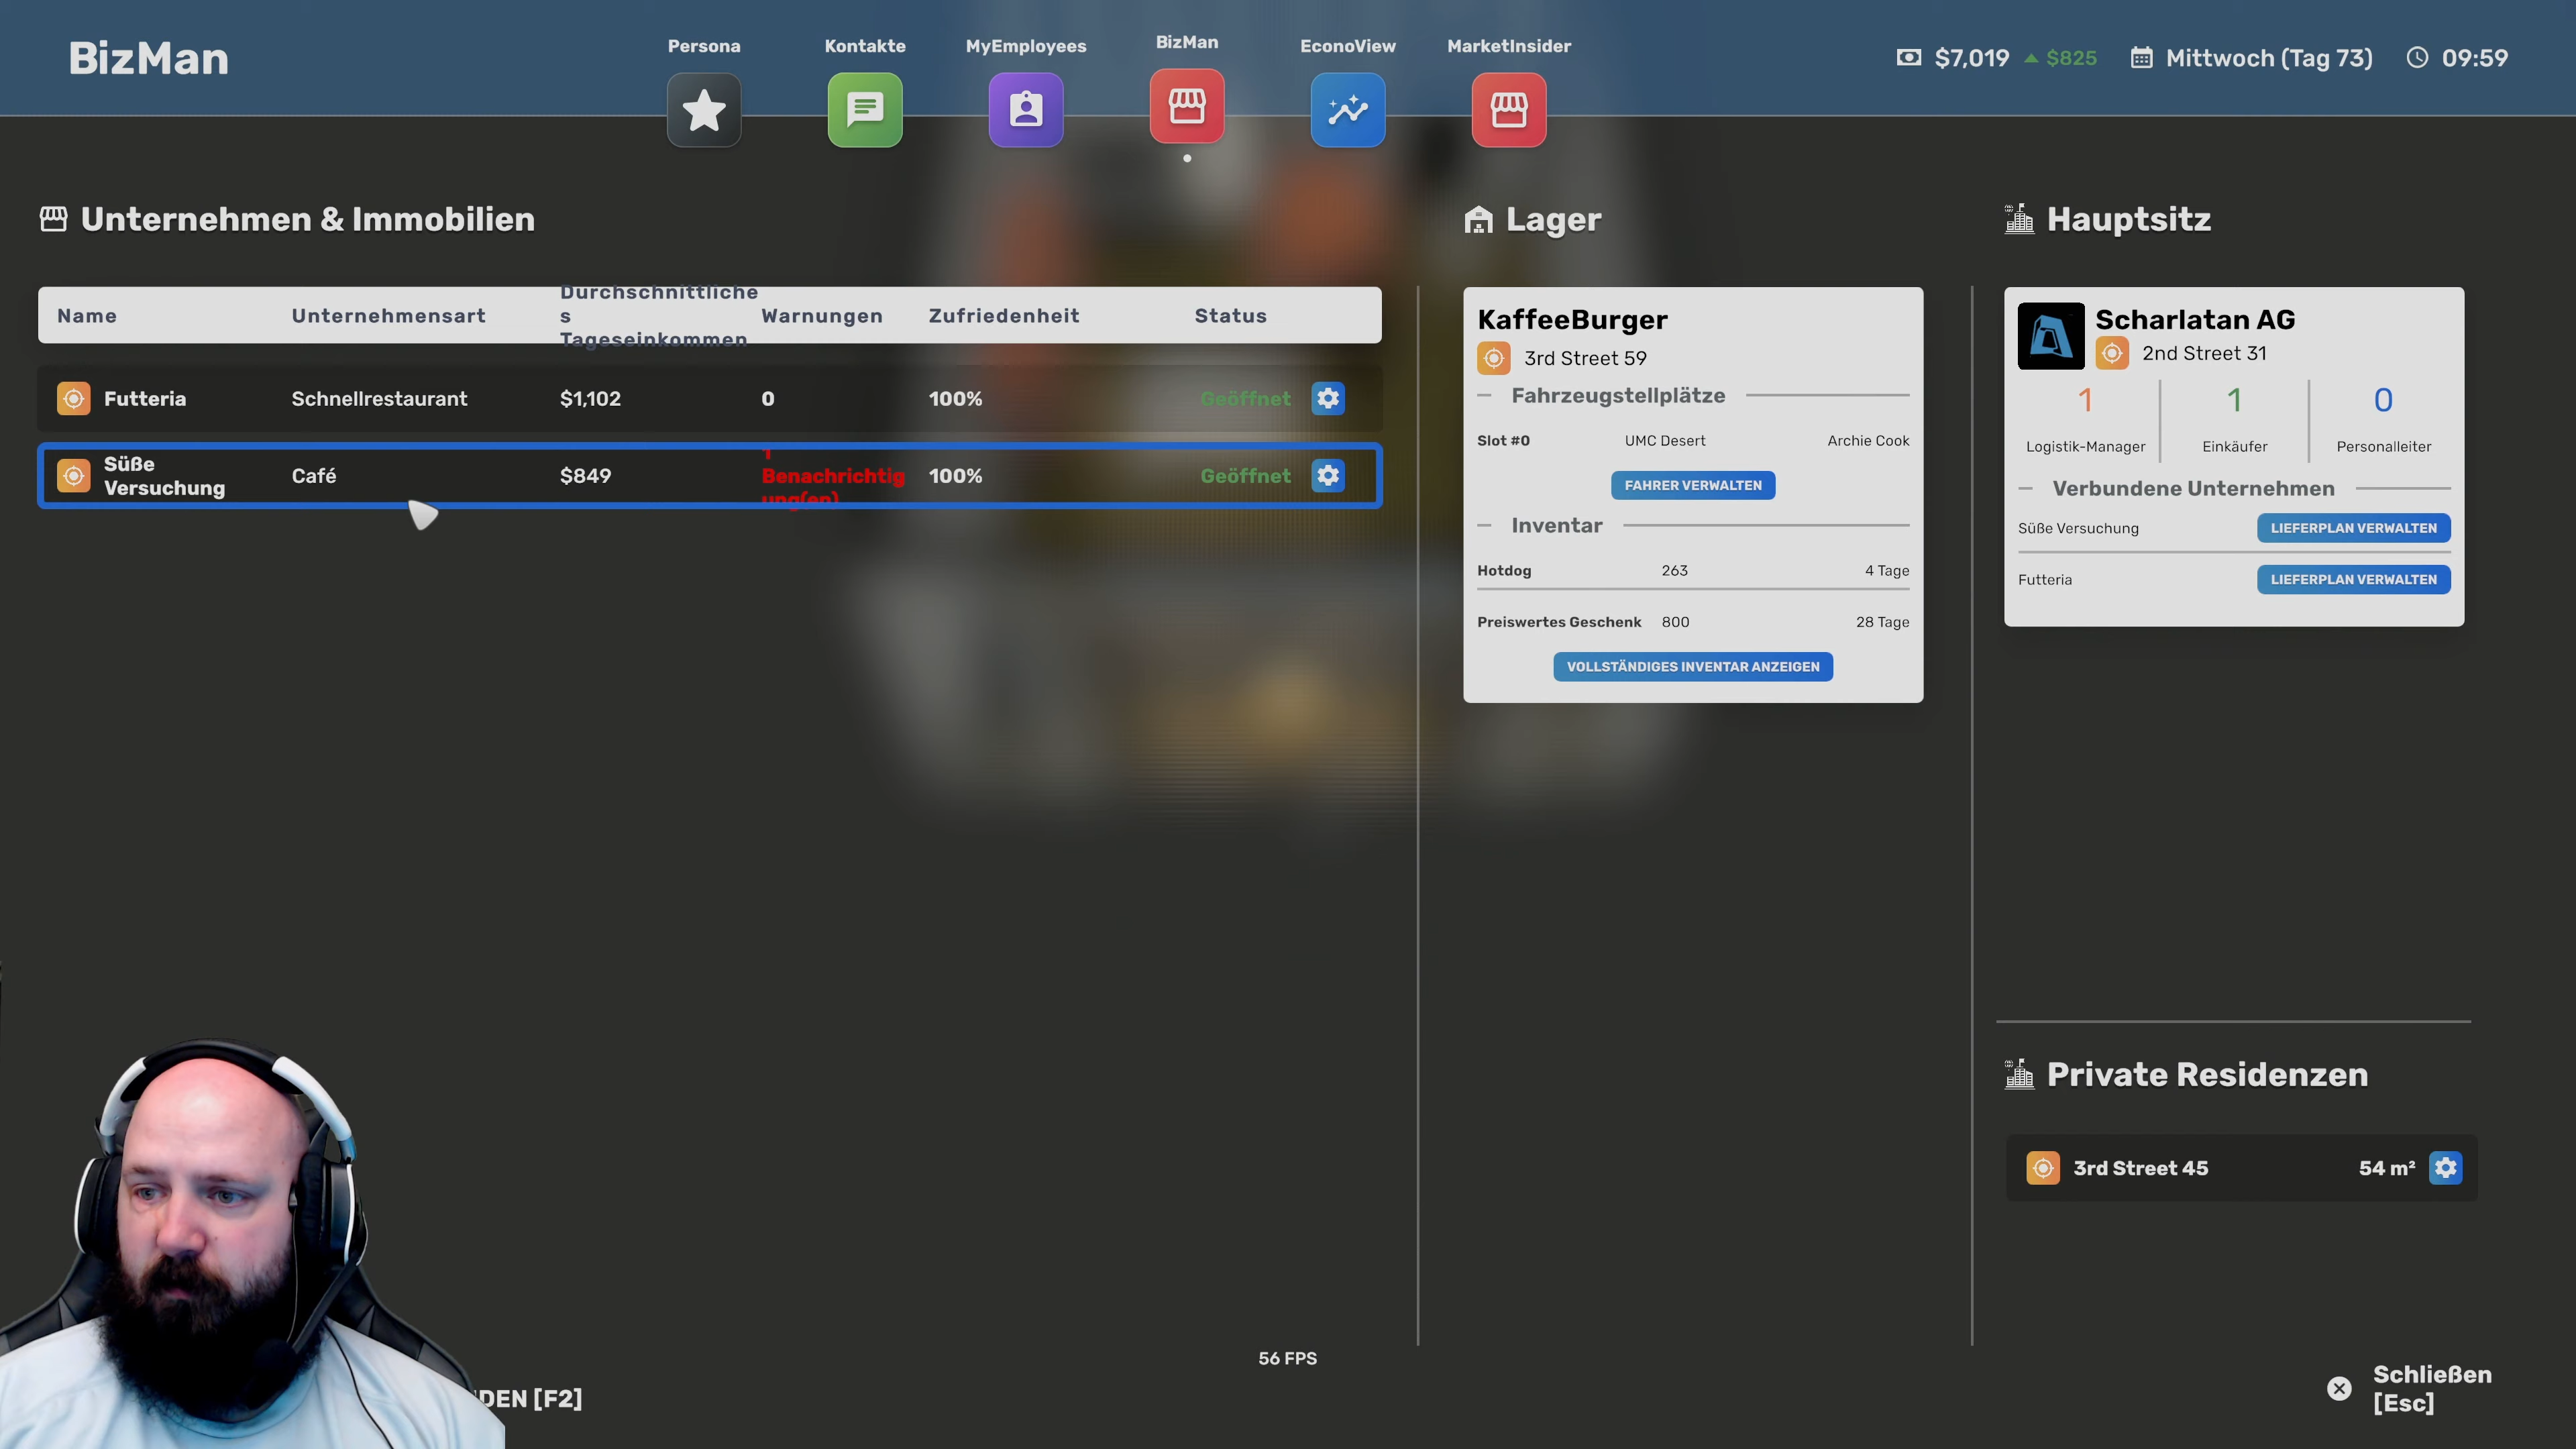 BizMan
Persona
Kontakte
MyEmployees
BizMan
EconoView
MarketInsider
$7,019 $825 Mittwoch (Tag 73) 09:59
Unternehmen & Immobilien
Name Unternehmensart Durchschnittliche
s
Tageseinkommen Warnungen Zufriedenheit Status
Futteria Schnellrestaurant $1,102 0 100% Geöffnet
Süße
Versuchung Café $849 1
Benachrichtig
ung(en) 100% Geöffnet
Lager
KaffeeBurger
3rd Street 59
Fahrzeugstellplätze
Slot #0 UMC Desert Archie Cook
FAHRER VERWALTEN
Inventar
Hotdog 263 4 Tage
Preiswertes Geschenk 800 28 Tage
VOLLSTÄNDIGES INVENTAR ANZEIGEN
Hauptsitz
Scharlatan AG
2nd Street 31
1 1 0
Logistik-Manager Einkäufer Personalleiter
Verbundene Unternehmen
Süße Versuchung LIEFERPLAN VERWALTEN
Futteria LIEFERPLAN VERWALTEN
Private Residenzen
3rd Street 45 54 m²
56 FPS
[F2]
Schließen
[Esc]